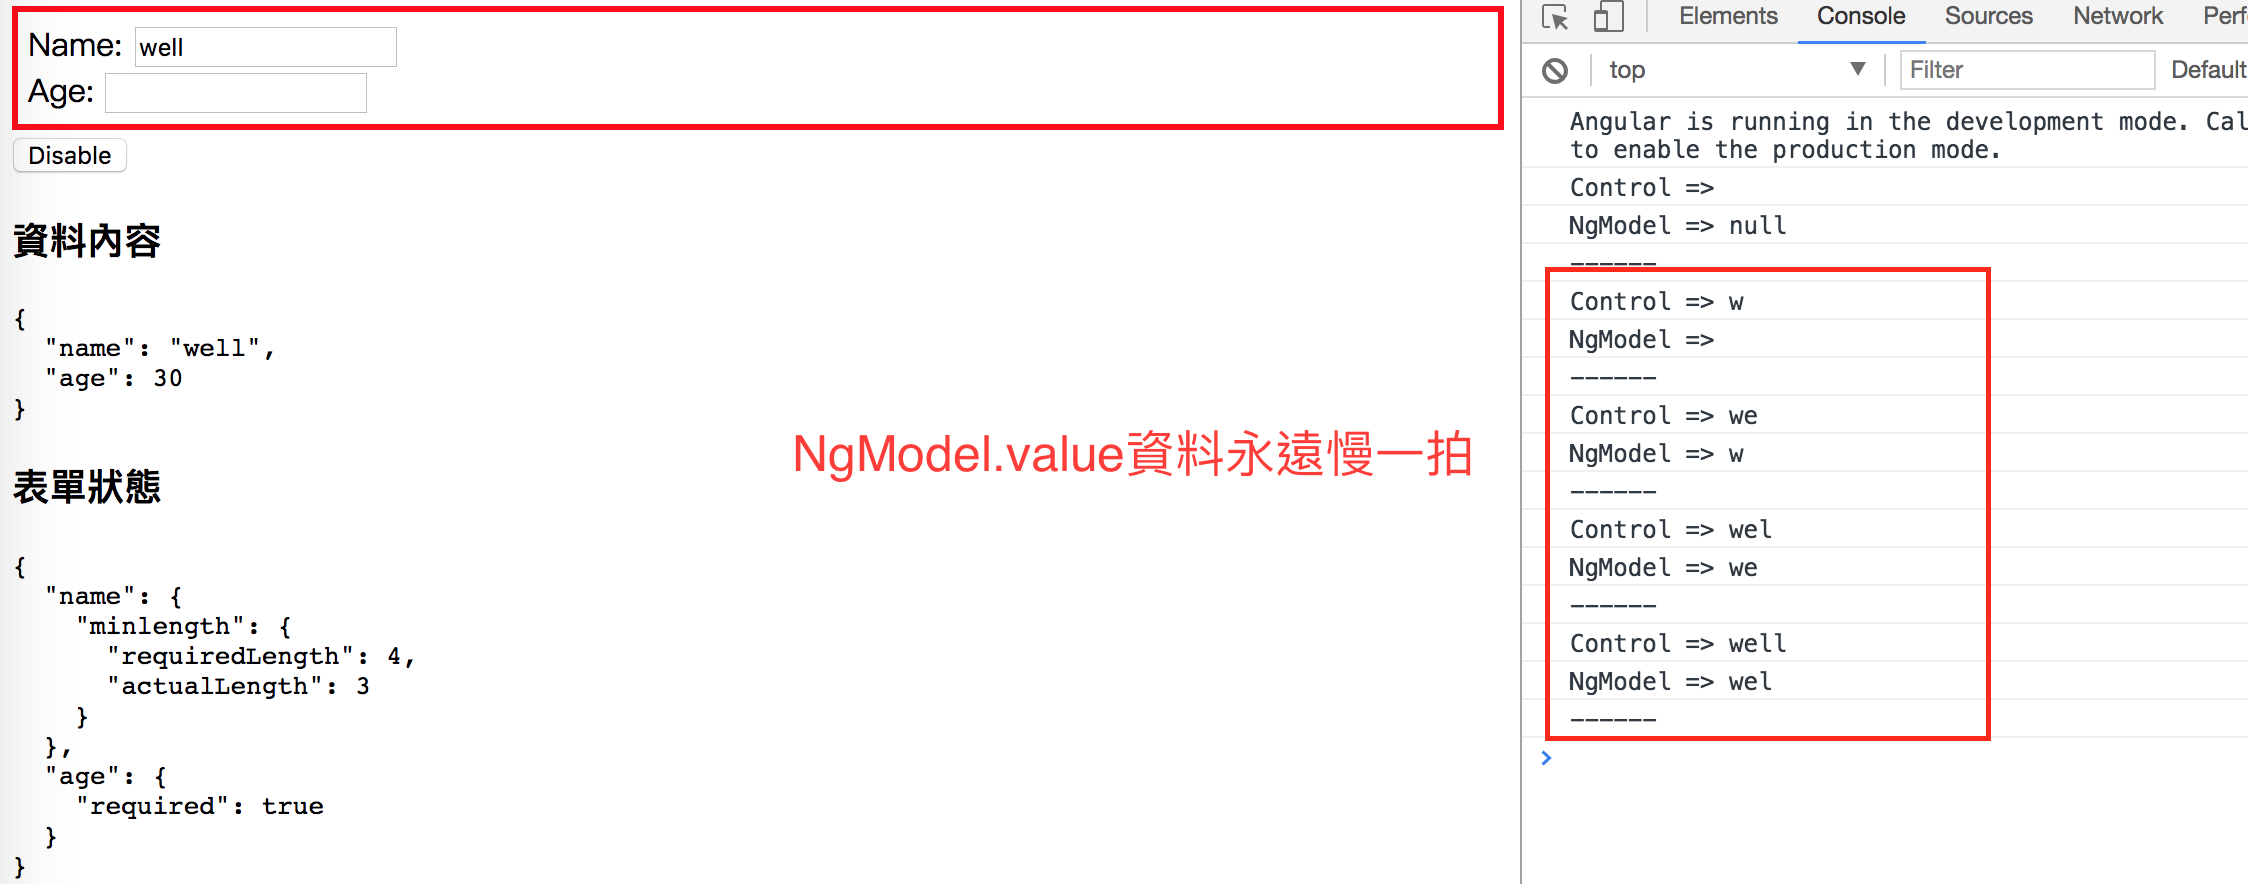 Name: well
Age:
Disable
資料內容
{
  "name": "well",
  "age": 30
}
表單狀態
{
  "name": {
    "minlength": {
      "requiredLength": 4,
      "actualLength": 3
    }
  },
  "age": {
    "required": true
  }
}
NgModel.value資料永遠慢一拍
Elements Console Sources Network Perf
top ▼ Filter Default
Angular is running in the development mode. Cal
to enable the production mode.
Control =>
NgModel => null
------
Control => w
NgModel =>
------
Control => we
NgModel => w
------
Control => wel
NgModel => we
------
Control => well
NgModel => wel
------
>